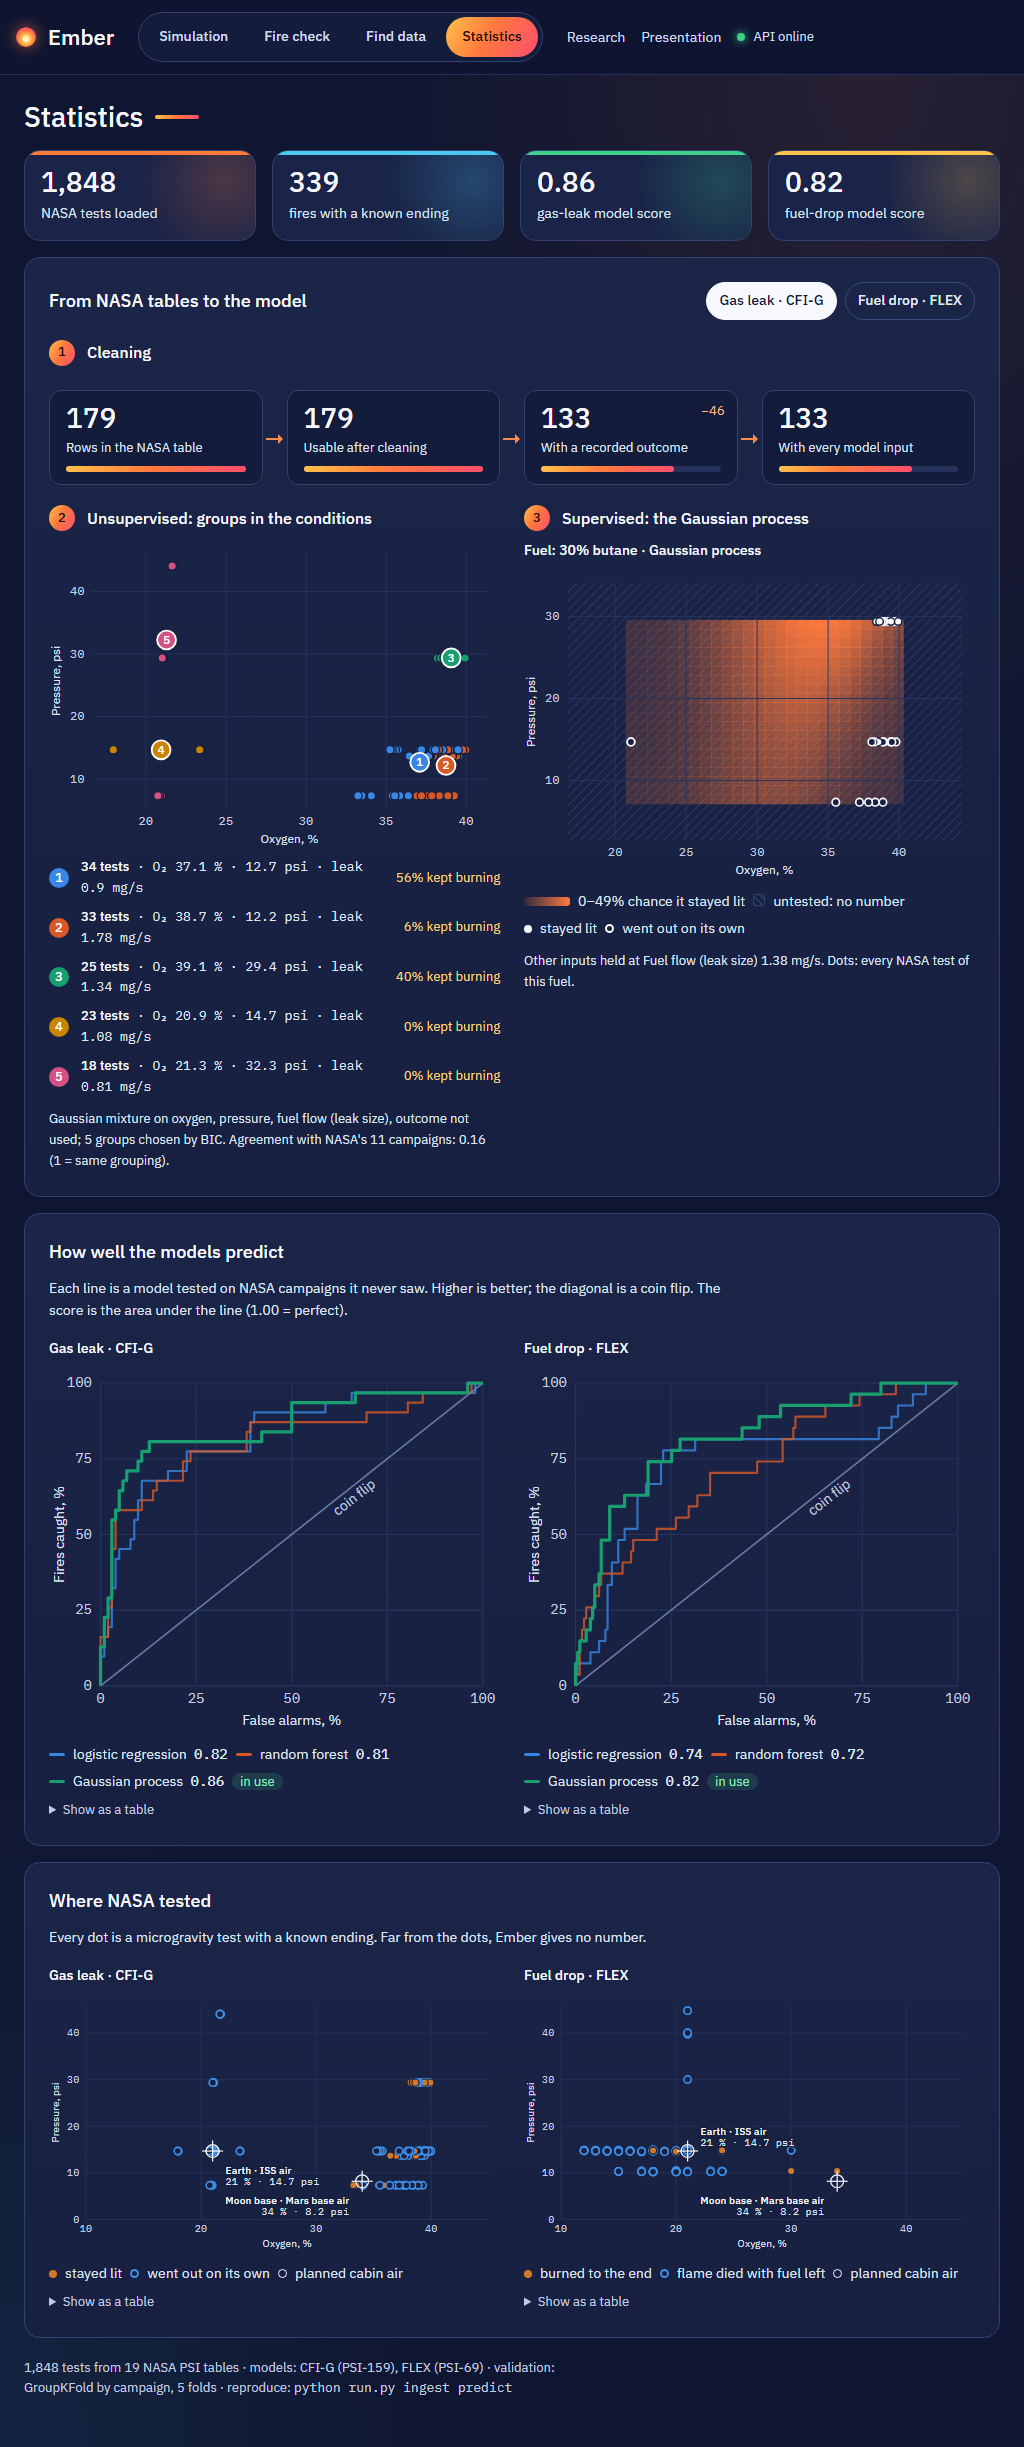 Ember
Simulation
Fire check
Find data
Statistics
Research
Presentation
API online
Statistics
1,848
NASA tests loaded
339
fires with a known ending
0.86
gas-leak model score
0.82
fuel-drop model score
From NASA tables to the model
Gas leak · CFI-G
Fuel drop · FLEX
1 Cleaning
179
Rows in the NASA table
179
Usable after cleaning
133
−46
With a recorded outcome
133
With every model input
2 Unsupervised: groups in the conditions
40
30
20
10
Pressure, psi
5
3
4
1
2
20 25 30 35 40
Oxygen, %
1 34 tests · O₂ 37.1 % · 12.7 psi · leak
0.9 mg/s
56% kept burning
2 33 tests · O₂ 38.7 % · 12.2 psi · leak
1.78 mg/s
6% kept burning
3 25 tests · O₂ 39.1 % · 29.4 psi · leak
1.34 mg/s
40% kept burning
4 23 tests · O₂ 20.9 % · 14.7 psi · leak
1.08 mg/s
0% kept burning
5 18 tests · O₂ 21.3 % · 32.3 psi · leak
0.81 mg/s
0% kept burning
Gaussian mixture on oxygen, pressure, fuel flow (leak size), outcome not
used; 5 groups chosen by BIC. Agreement with NASA's 11 campaigns: 0.16
(1 = same grouping).
3 Supervised: the Gaussian process
Fuel: 30% butane · Gaussian process
30
20
10
Pressure, psi
20 25 30 35 40
Oxygen, %
0–49% chance it stayed lit
untested: no number
stayed lit
went out on its own
Other inputs held at Fuel flow (leak size) 1.38 mg/s. Dots: every NASA test of
this fuel.
How well the models predict
Each line is a model tested on NASA campaigns it never saw. Higher is better; the diagonal is a coin flip. The
score is the area under the line (1.00 = perfect).
Gas leak · CFI-G
100
75
50
25
0
Fires caught, %
coin flip
0 25 50 75 100
False alarms, %
logistic regression 0.82
random forest 0.81
Gaussian process 0.86 in use
Show as a table
Fuel drop · FLEX
100
75
50
25
0
Fires caught, %
coin flip
0 25 50 75 100
False alarms, %
logistic regression 0.74
random forest 0.72
Gaussian process 0.82 in use
Show as a table
Where NASA tested
Every dot is a microgravity test with a known ending. Far from the dots, Ember gives no number.
Gas leak · CFI-G
40
30
20
10
0
Pressure, psi
Earth · ISS air
21 % · 14.7 psi
Moon base · Mars base air
34 % · 8.2 psi
10 20 30 40
Oxygen, %
stayed lit
went out on its own
planned cabin air
Show as a table
Fuel drop · FLEX
40
30
20
10
0
Pressure, psi
Earth · ISS air
21 % · 14.7 psi
Moon base · Mars base air
34 % · 8.2 psi
10 20 30 40
Oxygen, %
burned to the end
flame died with fuel left
planned cabin air
Show as a table
1,848 tests from 19 NASA PSI tables · models: CFI-G (PSI-159), FLEX (PSI-69) · validation:
GroupKFold by campaign, 5 folds · reproduce: python run.py ingest predict